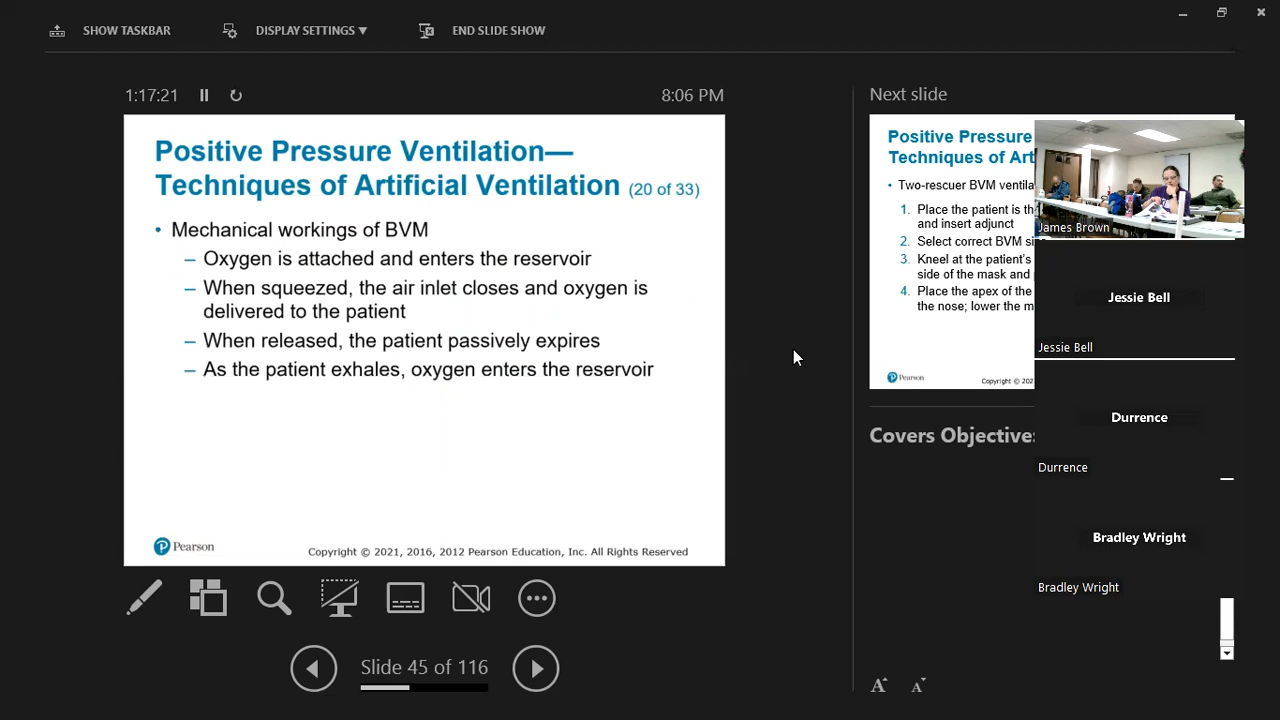 SHOW TASKBAR
DISPLAY SETTINGS ▼
END SLIDE SHOW
1:17:21
8:06 PM
Positive Pressure Ventilation—
Techniques of Artificial Ventilation (20 of 33)
• Mechanical workings of BVM
– Oxygen is attached and enters the reservoir
– When squeezed, the air inlet closes and oxygen is
delivered to the patient
– When released, the patient passively expires
– As the patient exhales, oxygen enters the reservoir
Pearson
Copyright © 2021, 2016, 2012 Pearson Education, Inc. All Rights Reserved
Slide 45 of 116
Next slide
Positive Pressure
Techniques of Art
• Two-rescuer BVM ventila
1. Place the patient is th
and insert adjunct
2. Select correct BVM si
3. Kneel at the patient's
side of the mask and
4. Place the apex of the
the nose; lower the m
Pearson
Copyright © 202
Covers Objective
A A
James Brown
Jessie Bell
Jessie Bell
Durrence
Durrence
Bradley Wright
Bradley Wright